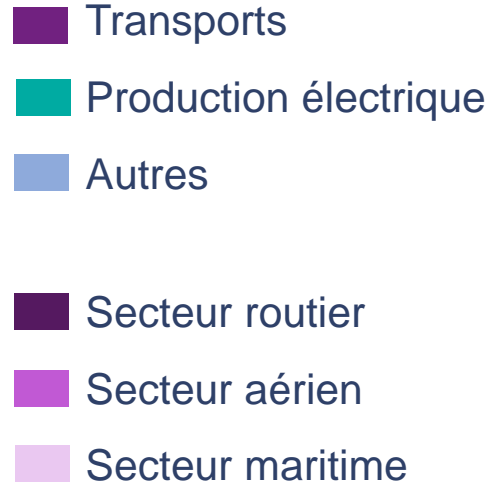 Transports
Production électrique
Autres
Secteur routier
Secteur aérien
Secteur maritime